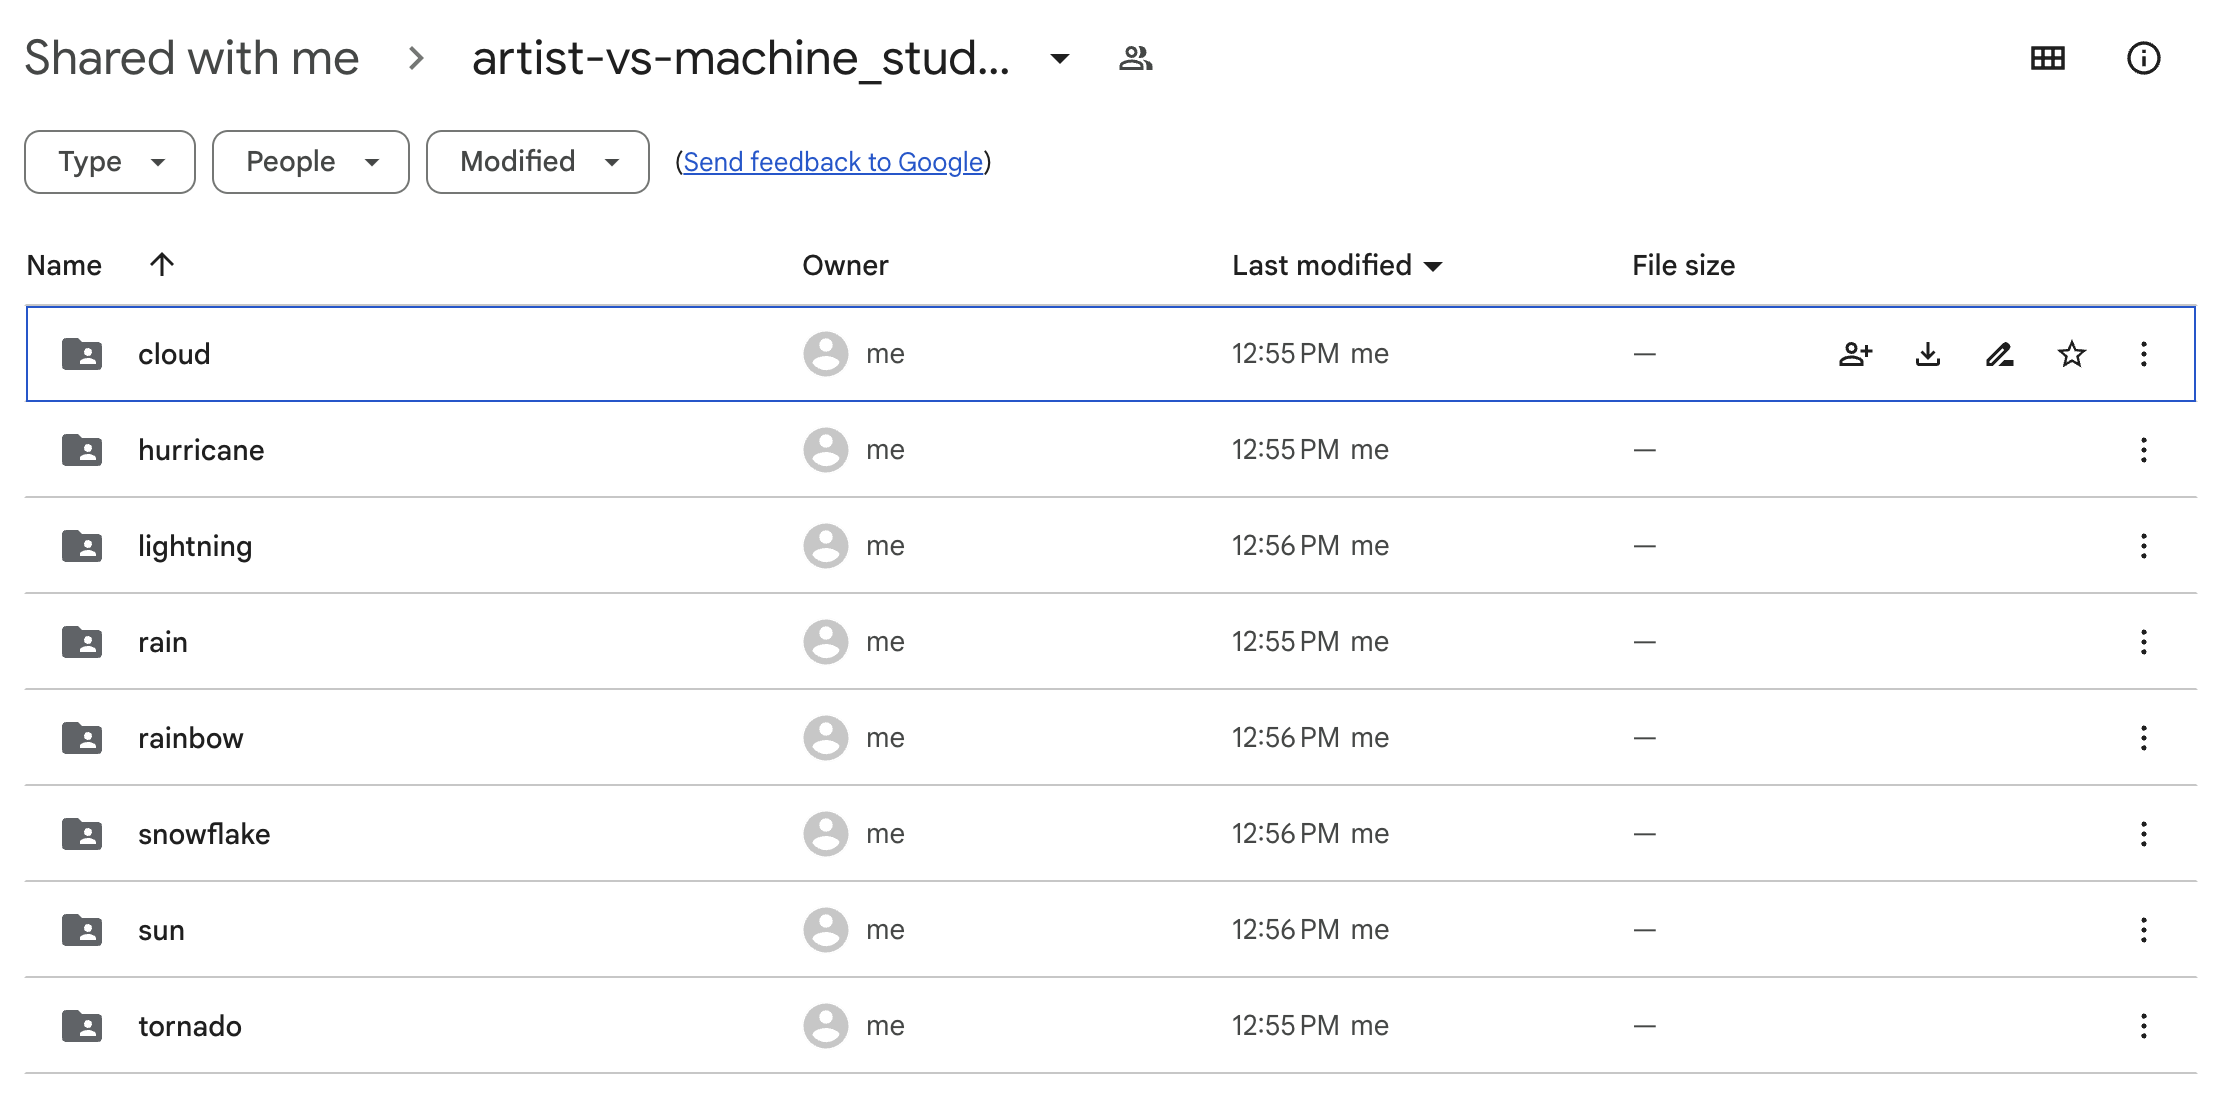 Shared with me > artist-vs-machine_stud...
Type People Modified (Send feedback to Google)
Name Owner Last modified File size
cloud me 12:55 PM me —
hurricane me 12:55 PM me —
lightning me 12:56 PM me —
rain me 12:55 PM me —
rainbow me 12:56 PM me —
snowflake me 12:56 PM me —
sun me 12:56 PM me —
tornado me 12:55 PM me —